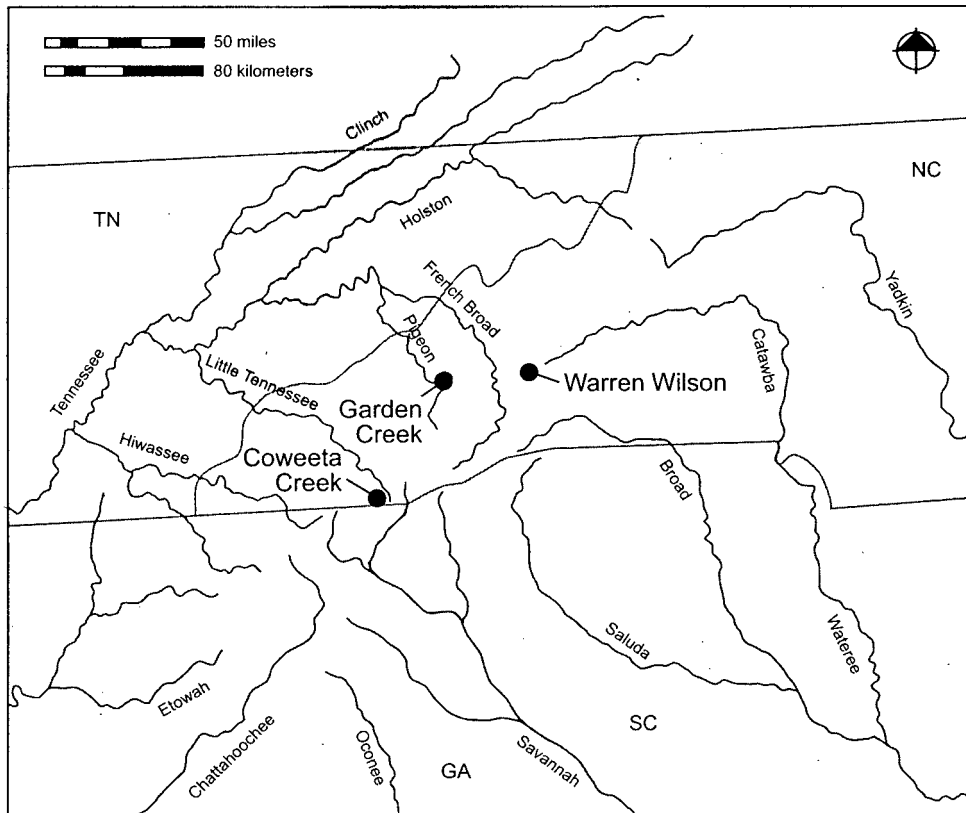 50 miles
80 kilometers
Clinch
NC
TN
Holston
French Broad
Yadkin
Pigeon
Catawba
Tennessee
Little Tennessee
Warren Wilson
Garden
Creek
Hiwassee
Coweeta
Creek
Broad
Saluda
Wateree
Etowah
Chattahoochee
Oconee
SC
Savannah
GA